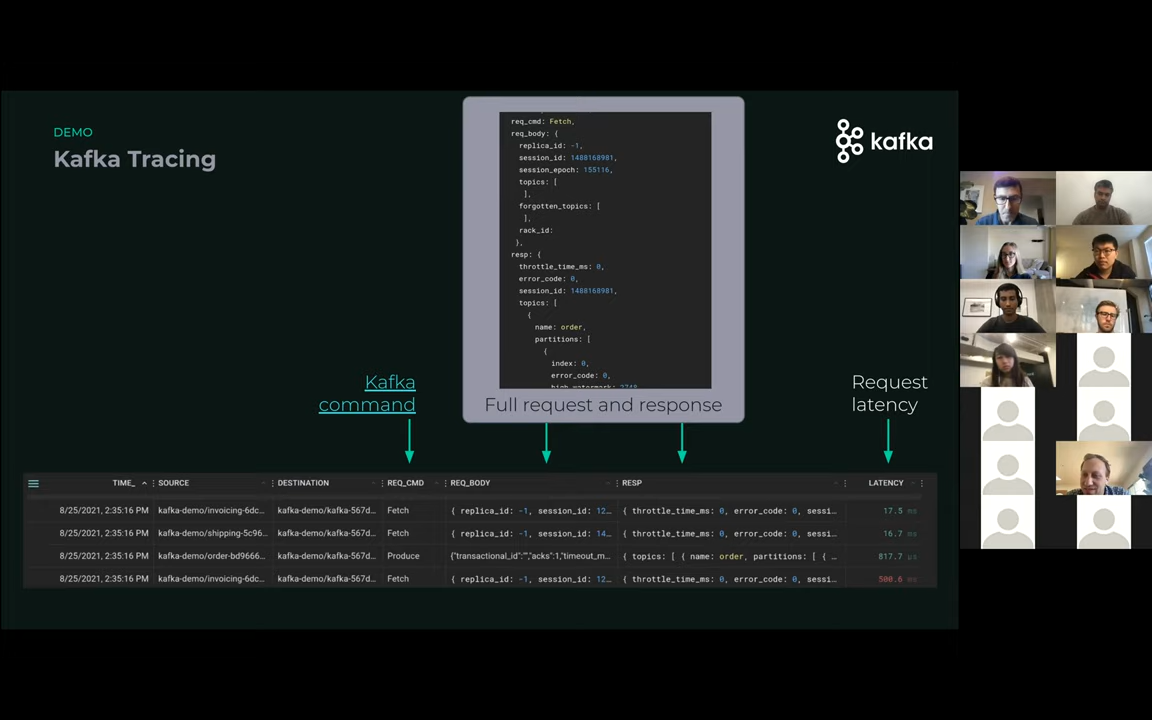 DEMO
Kafka Tracing
kafka
req_cmd: Fetch,
req_body: {
replica_id: -1,
session_id: 1488168981,
session_epoch: 155116,
topics: [
],
forgotten_topics: [
],
rack_id:
},
resp: {
throttle_time_ms: 0,
error_code: 0,
session_id: 1488168981,
topics: [
{
name: order,
partitions: [
{
index: 0,
error_code: 0,
high_watermark: 2748
Full request and response
Kafka
command
Request
latency
TIME_ SOURCE DESTINATION REQ_CMD REQ_BODY RESP LATENCY
8/25/2021, 2:35:16 PM kafka-demo/invoicing-6dc... kafka-demo/kafka-567d... Fetch { replica_id: -1, session_id: 12... { throttle_time_ms: 0, error_code: 0, sessi... 17.5 ms
8/25/2021, 2:35:16 PM kafka-demo/shipping-5c96... kafka-demo/kafka-567d... Fetch { replica_id: -1, session_id: 14... { throttle_time_ms: 0, error_code: 0, sessi... 16.7 ms
8/25/2021, 2:35:16 PM kafka-demo/order-bd9666... kafka-demo/kafka-567d... Produce {"transactional_id":"","acks":1,"timeout_m... { topics: [ { name: order, partitions: [ { ... 817.7 µs
8/25/2021, 2:35:16 PM kafka-demo/invoicing-6dc... kafka-demo/kafka-567d... Fetch { replica_id: -1, session_id: 12... { throttle_time_ms: 0, error_code: 0, sessi... 500.6 ms